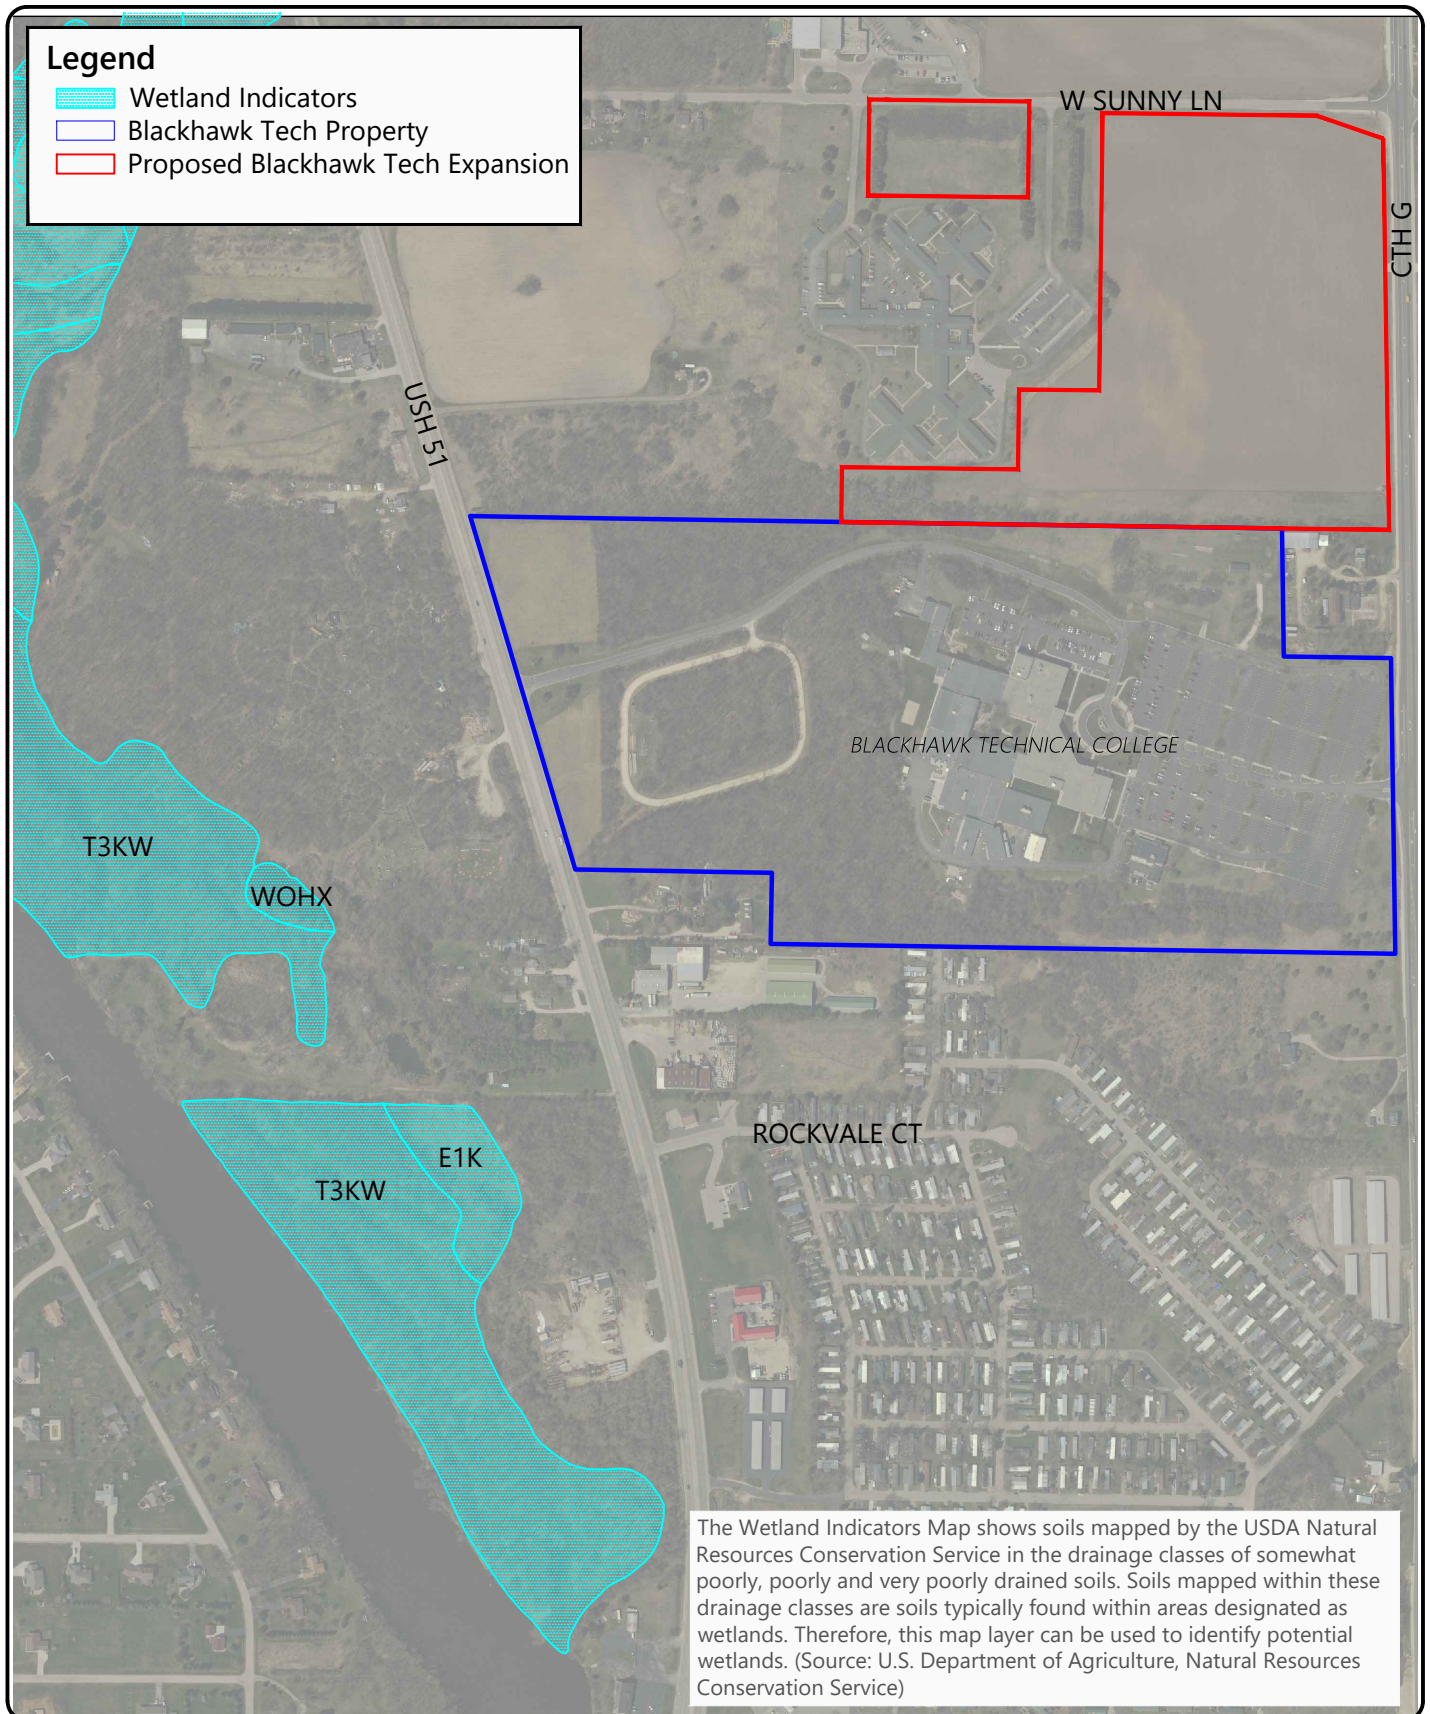 Legend
Wetland Indicators
Blackhawk Tech Property
Proposed Blackhawk Tech Expansion
W SUNNY LN
CTH G
USH 51
BLACKHAWK TECHNICAL COLLEGE
T3KW
WOHX
ROCKVALE CT
E1K
T3KW
The Wetland Indicators Map shows soils mapped by the USDA Natural
Resources Conservation Service in the drainage classes of somewhat
poorly, poorly and very poorly drained soils. Soils mapped within these
drainage classes are soils typically found within areas designated as
wetlands. Therefore, this map layer can be used to identify potential
wetlands. (Source: U.S. Department of Agriculture, Natural Resources
Conservation Service)